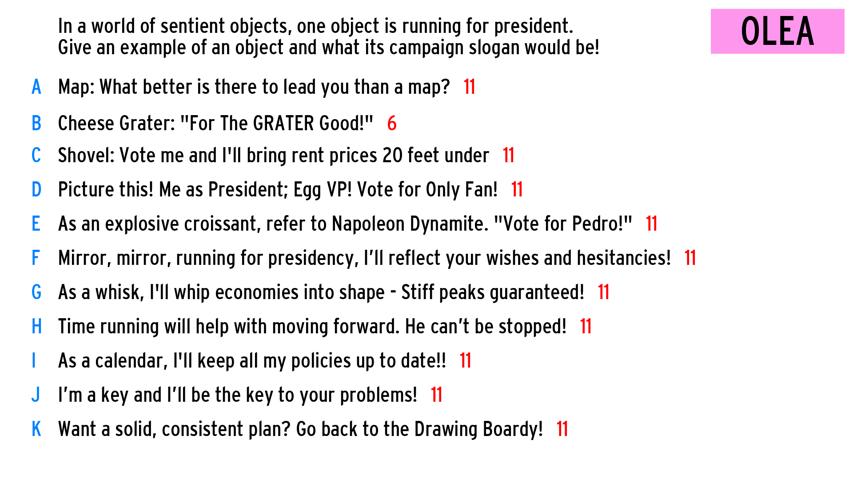 In a world of sentient objects, one object is running for president.
Give an example of an object and what its campaign slogan would be!
OLEA
A Map: What better is there to lead you than a map? 11
B Cheese Grater: "For The GRATER Good!" 6
C Shovel: Vote me and I'll bring rent prices 20 feet under 11
D Picture this! Me as President; Egg VP! Vote for Only Fan! 11
E As an explosive croissant, refer to Napoleon Dynamite. "Vote for Pedro!" 11
F Mirror, mirror, running for presidency, I’ll reflect your wishes and hesitancies! 11
G As a whisk, I'll whip economies into shape - Stiff peaks guaranteed! 11
H Time running will help with moving forward. He can’t be stopped! 11
I As a calendar, I'll keep all my policies up to date!! 11
J I’m a key and I’ll be the key to your problems! 11
K Want a solid, consistent plan? Go back to the Drawing Boardy! 11